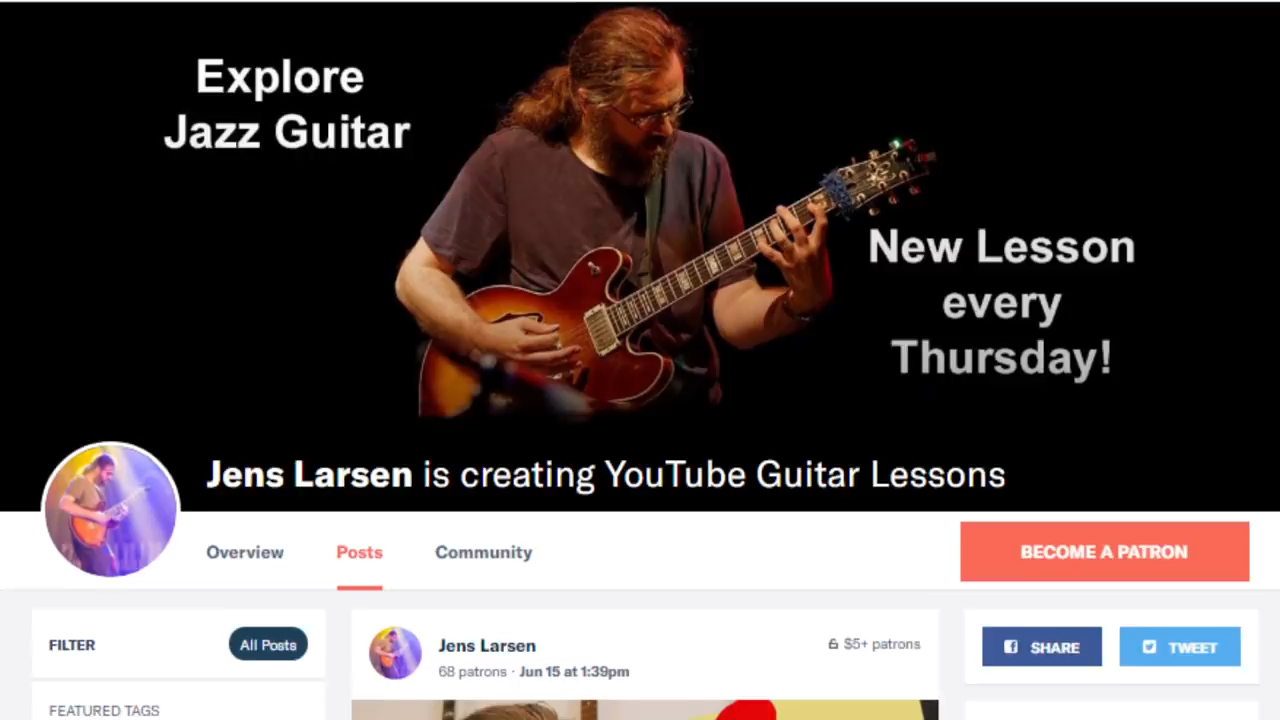 Explore
Jazz Guitar
New Lesson
every
Thursday!
Jens Larsen is creating YouTube Guitar Lessons
Overview
Posts
Community
BECOME A PATRON
FILTER
All Posts
Jens Larsen
$5+ patrons
68 patrons · Jun 15 at 1:39pm
SHARE
TWEET
FEATURED TAGS